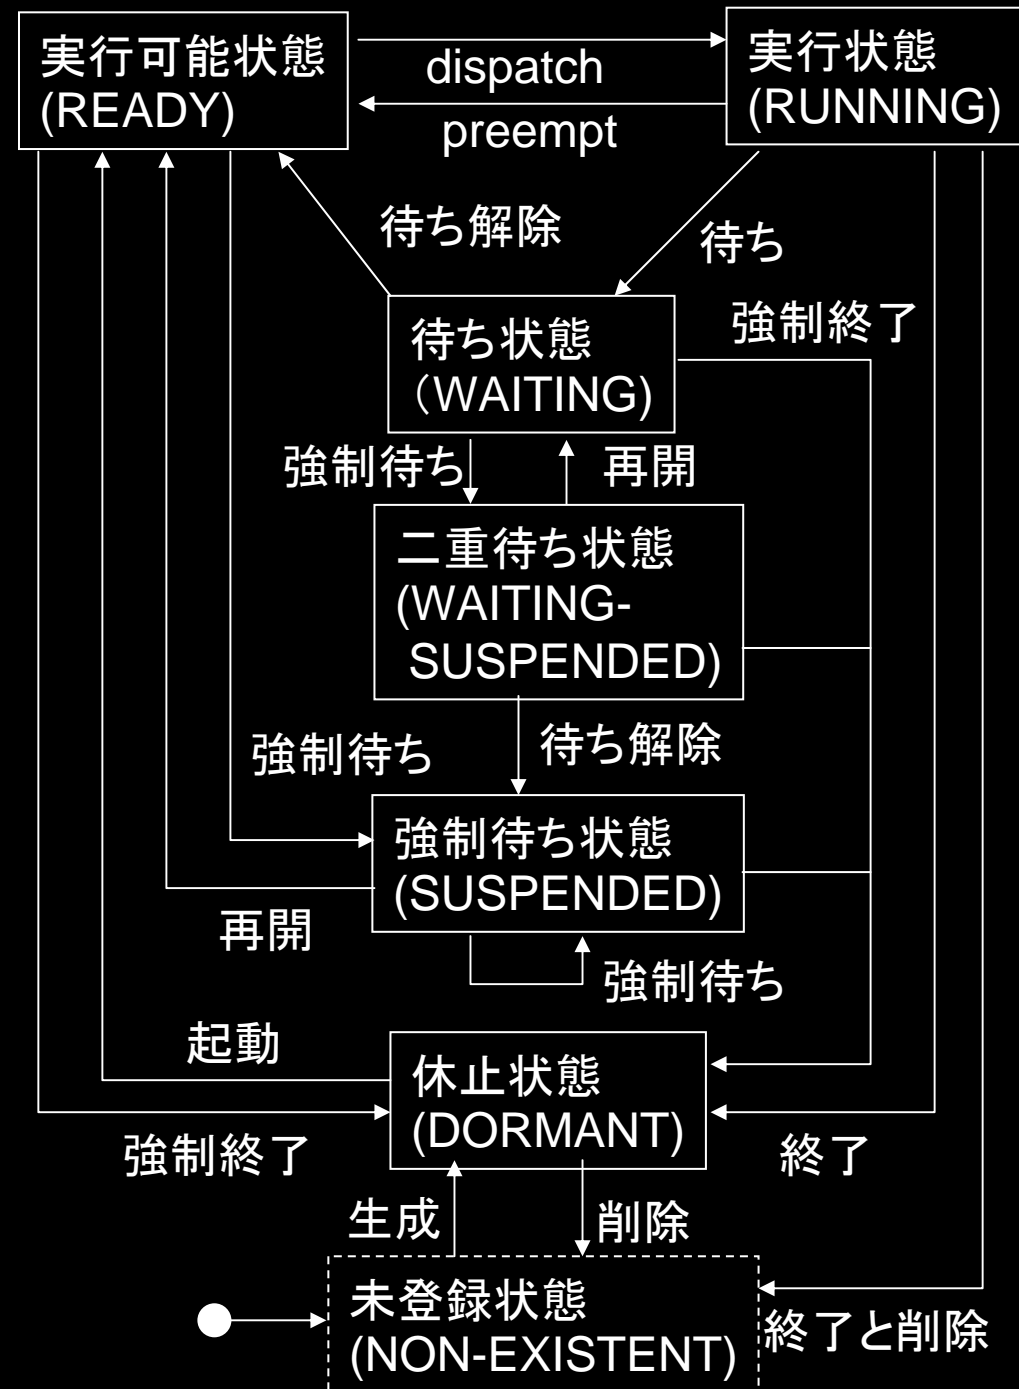 実行可能状態
(READY)
dispatch
preempt
実行状態
(RUNNING)
待ち解除
待ち
待ち状態
（WAITING)
強制終了
強制待ち
再開
二重待ち状態
(WAITING-
SUSPENDED)
強制待ち
待ち解除
強制待ち状態
(SUSPENDED)
再開
強制待ち
起動
休止状態
(DORMANT)
強制終了
終了
生成
削除
未登録状態
(NON-EXISTENT)
終了と削除